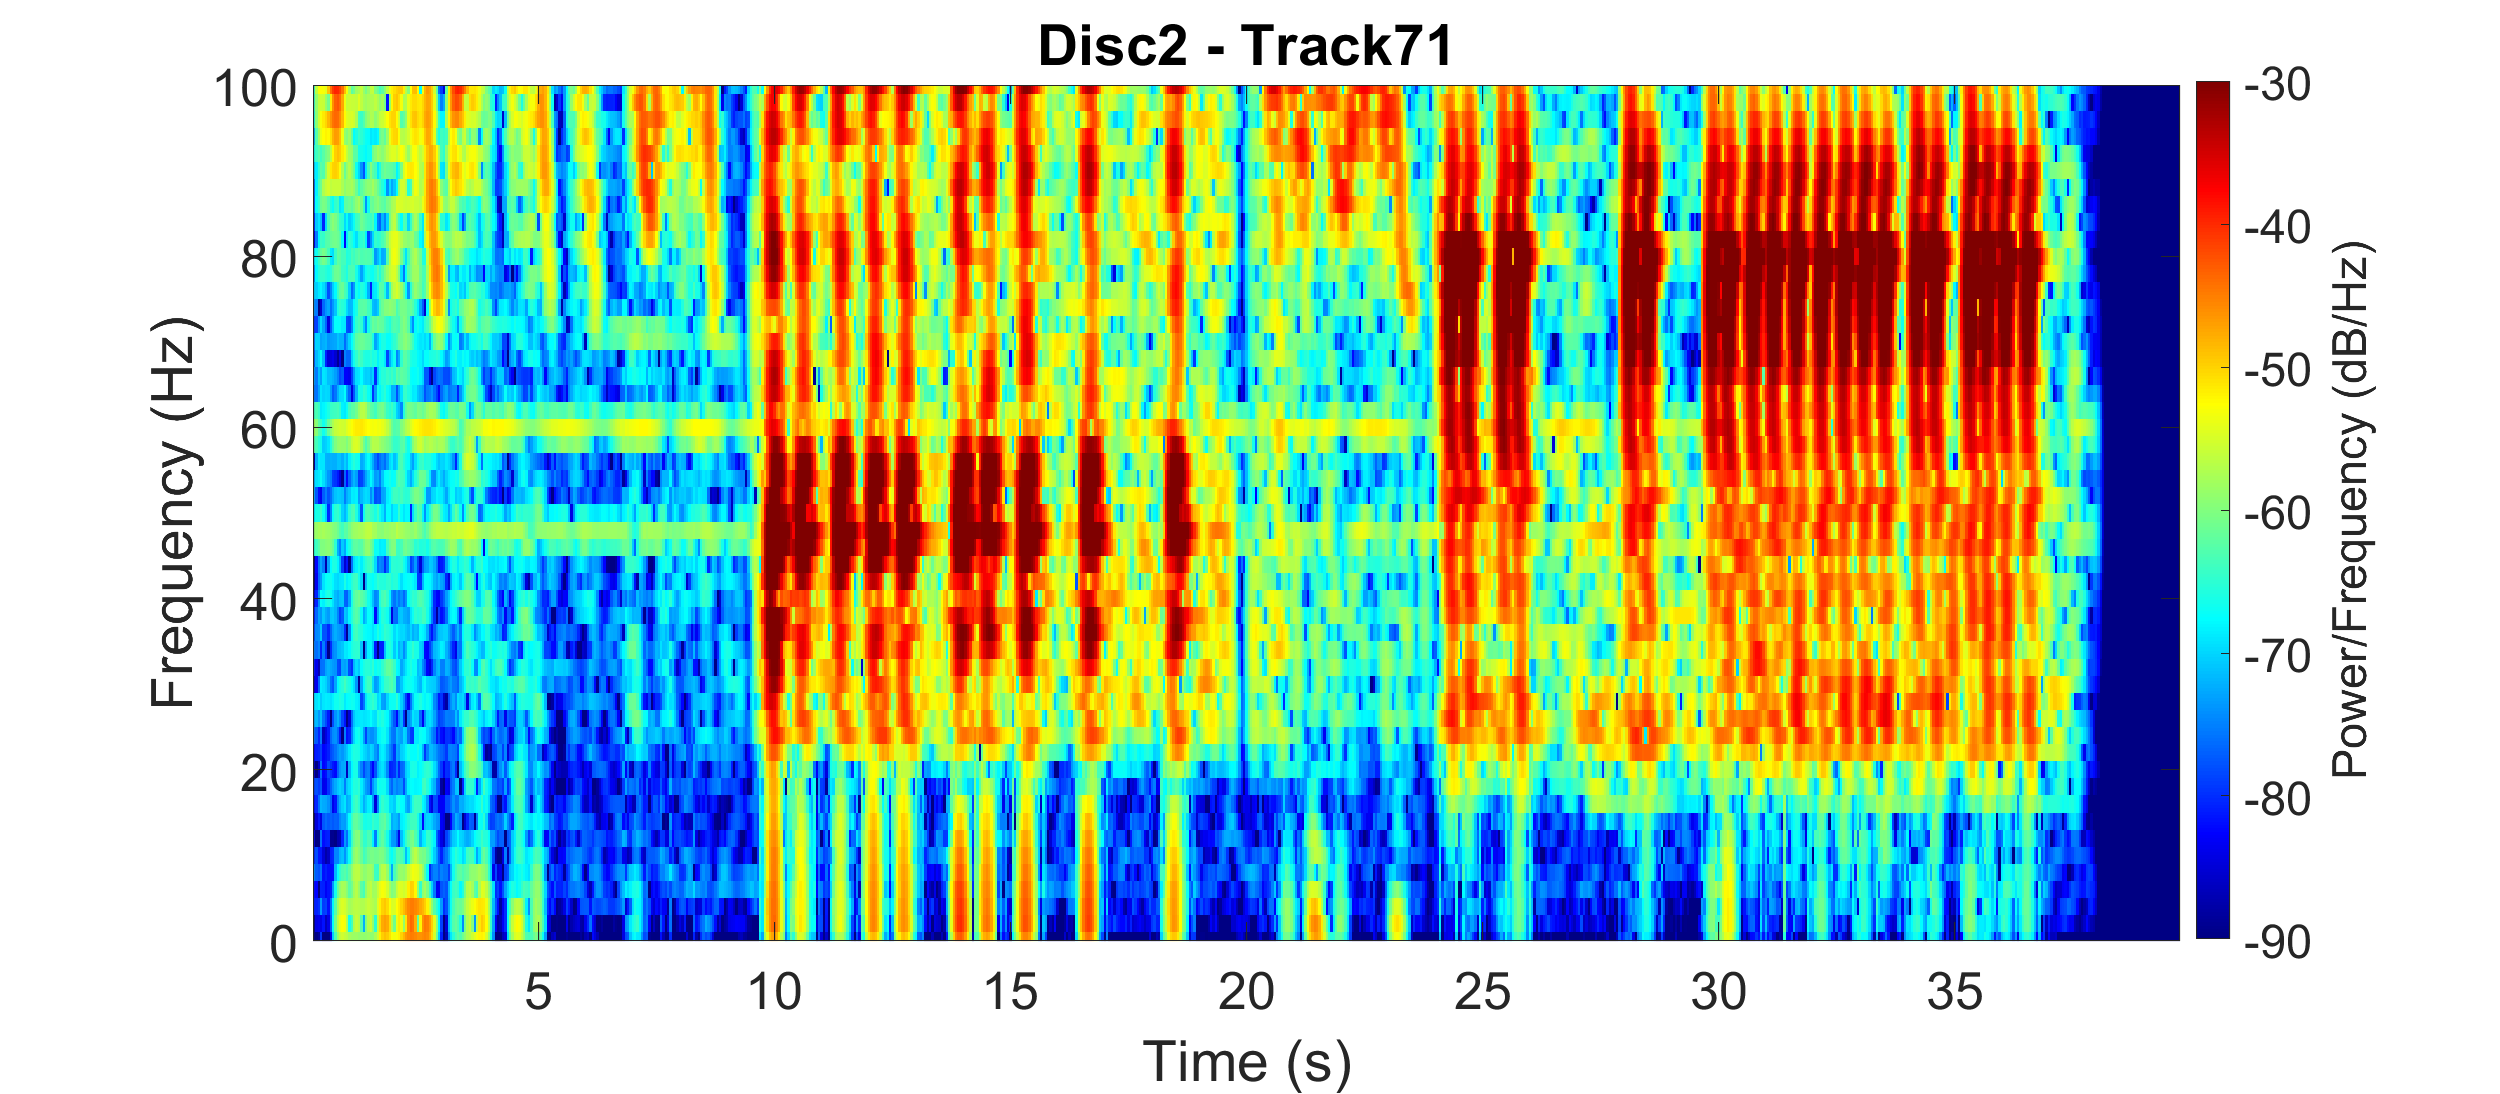 Disc2 - Track71
100
80
60
40
20
0
Frequency (Hz)
5 10 15 20 25 30 35
Time (s)
-30
-40
-50
-60
-70
-80
-90
Power/Frequency (dB/Hz)